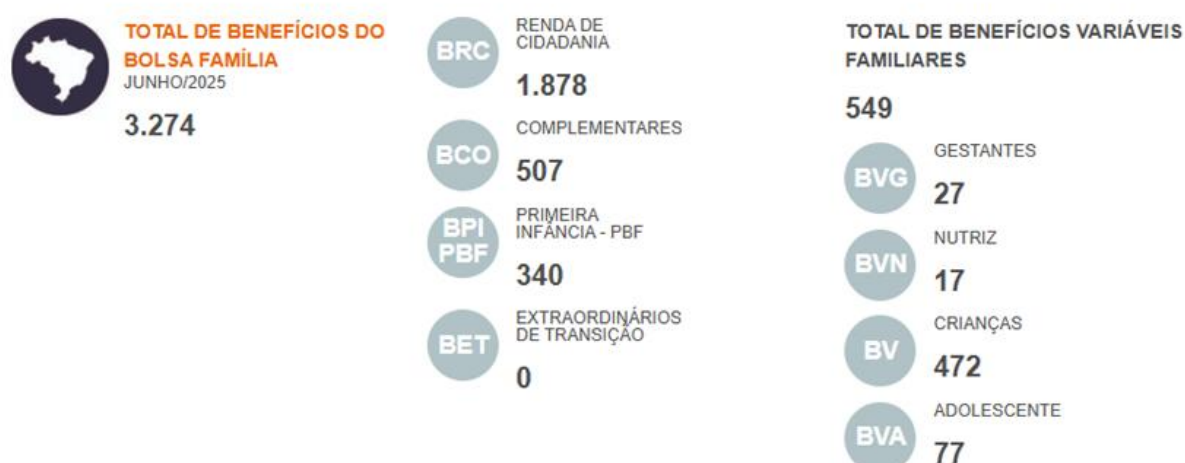 TOTAL DE BENEFÍCIOS DO
BOLSA FAMÍLIA
JUNHO/2025
3.274
BRC
RENDA DE
CIDADANIA
1.878
BCO
COMPLEMENTARES
507
BPI
PBF
PRIMEIRA
INFÂNCIA - PBF
340
BET
EXTRAORDINÁRIOS
DE TRANSIÇÃO
0
TOTAL DE BENEFÍCIOS VARIÁVEIS
FAMILIARES
549
BVG
GESTANTES
27
BVN
NUTRIZ
17
BV
CRIANÇAS
472
BVA
ADOLESCENTE
77